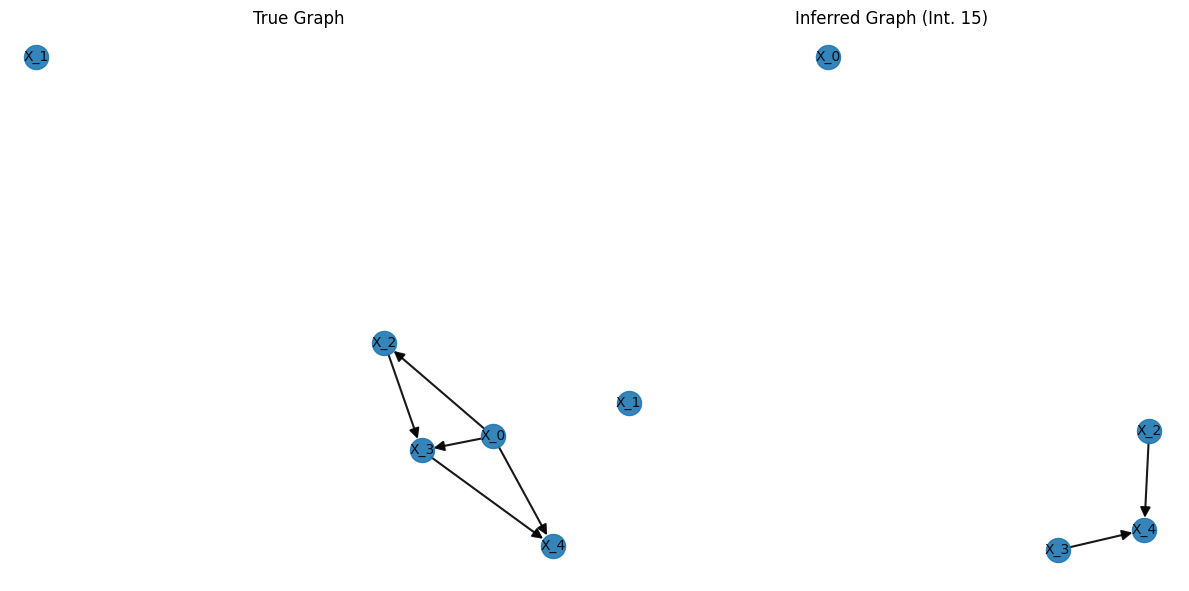 True Graph
X_1
X_2
X_0
X_3
X_4
Inferred Graph (Int. 15)
X_0
X_1
X_2
X_4
X_3